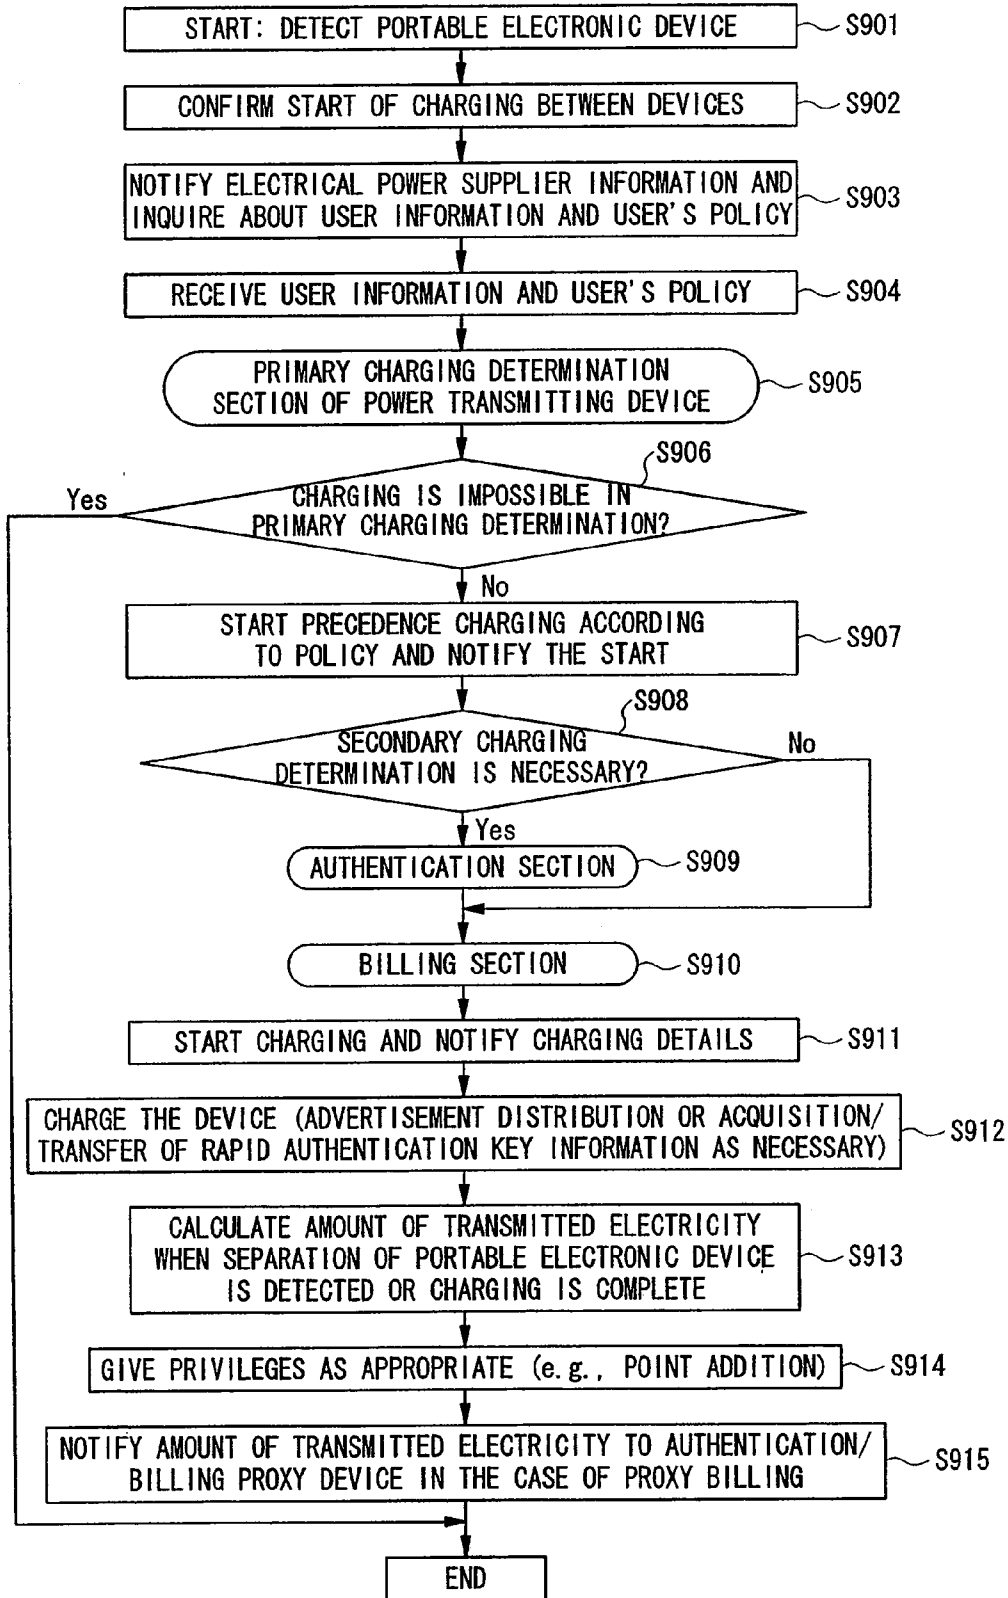 START: DETECT PORTABLE ELECTRONIC DEVICE
S901
CONFIRM START OF CHARGING BETWEEN DEVICES
S902
NOTIFY ELECTRICAL POWER SUPPLIER INFORMATION AND
INQUIRE ABOUT USER INFORMATION AND USER'S POLICY
S903
RECEIVE USER INFORMATION AND USER'S POLICY
S904
PRIMARY CHARGING DETERMINATION
SECTION OF POWER TRANSMITTING DEVICE
S905
S906
Yes
CHARGING IS IMPOSSIBLE IN
PRIMARY CHARGING DETERMINATION?
No
START PRECEDENCE CHARGING ACCORDING
TO POLICY AND NOTIFY THE START
S907
S908
SECONDARY CHARGING
DETERMINATION IS NECESSARY?
No
Yes
AUTHENTICATION SECTION
S909
BILLING SECTION
S910
START CHARGING AND NOTIFY CHARGING DETAILS
S911
CHARGE THE DEVICE (ADVERTISEMENT DISTRIBUTION OR ACQUISITION/
TRANSFER OF RAPID AUTHENTICATION KEY INFORMATION AS NECESSARY)
S912
CALCULATE AMOUNT OF TRANSMITTED ELECTRICITY
WHEN SEPARATION OF PORTABLE ELECTRONIC DEVICE
IS DETECTED OR CHARGING IS COMPLETE
S913
GIVE PRIVILEGES AS APPROPRIATE (e.g., POINT ADDITION)
S914
NOTIFY AMOUNT OF TRANSMITTED ELECTRICITY TO AUTHENTICATION/
BILLING PROXY DEVICE IN THE CASE OF PROXY BILLING
S915
END